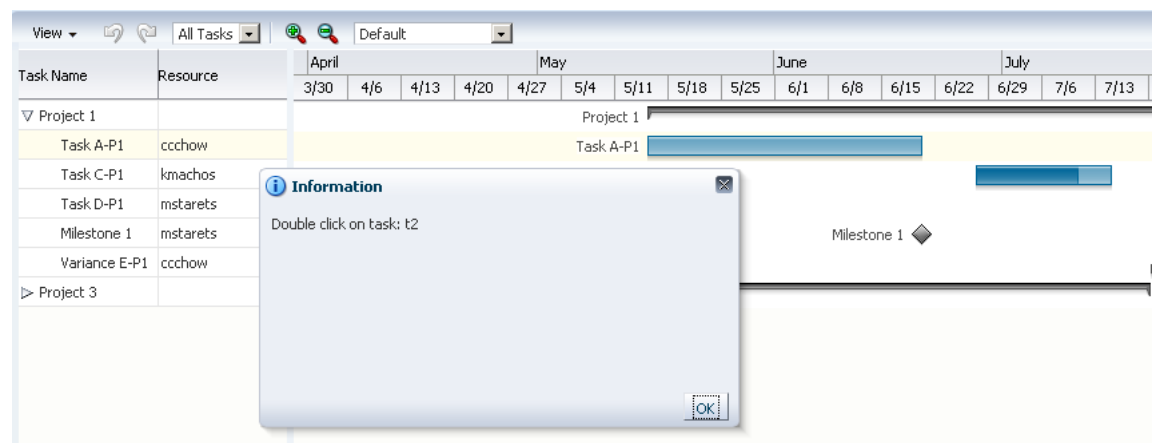 View All Tasks Default
Task Name Resource April May June July
3/30 4/6 4/13 4/20 4/27 5/4 5/11 5/18 5/25 6/1 6/8 6/15 6/22 6/29 7/6 7/13
Project 1 Project 1
Task A-P1 ccchow Task A-P1
Task C-P1 kmachos
Information
Task D-P1 mstarets
Double click on task: t2
Milestone 1 mstarets Milestone 1
Variance E-P1 ccchow
Project 3
OK